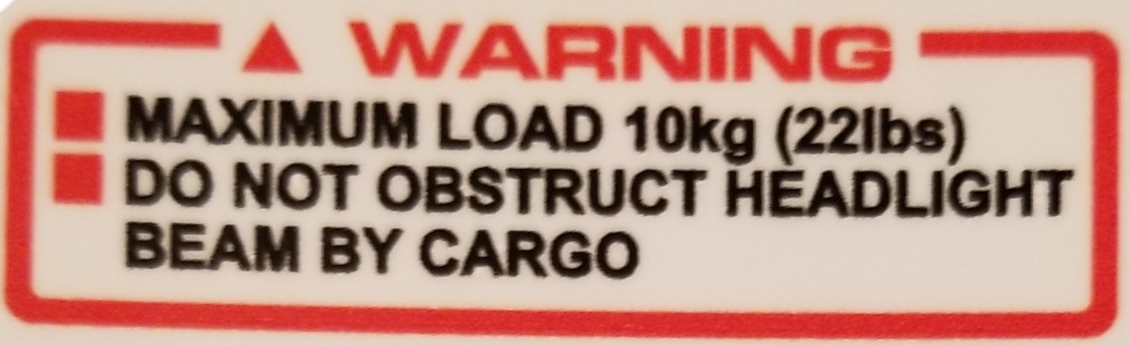 WARNING
MAXIMUM LOAD 10kg (22lbs)
DO NOT OBSTRUCT HEADLIGHT
BEAM BY CARGO